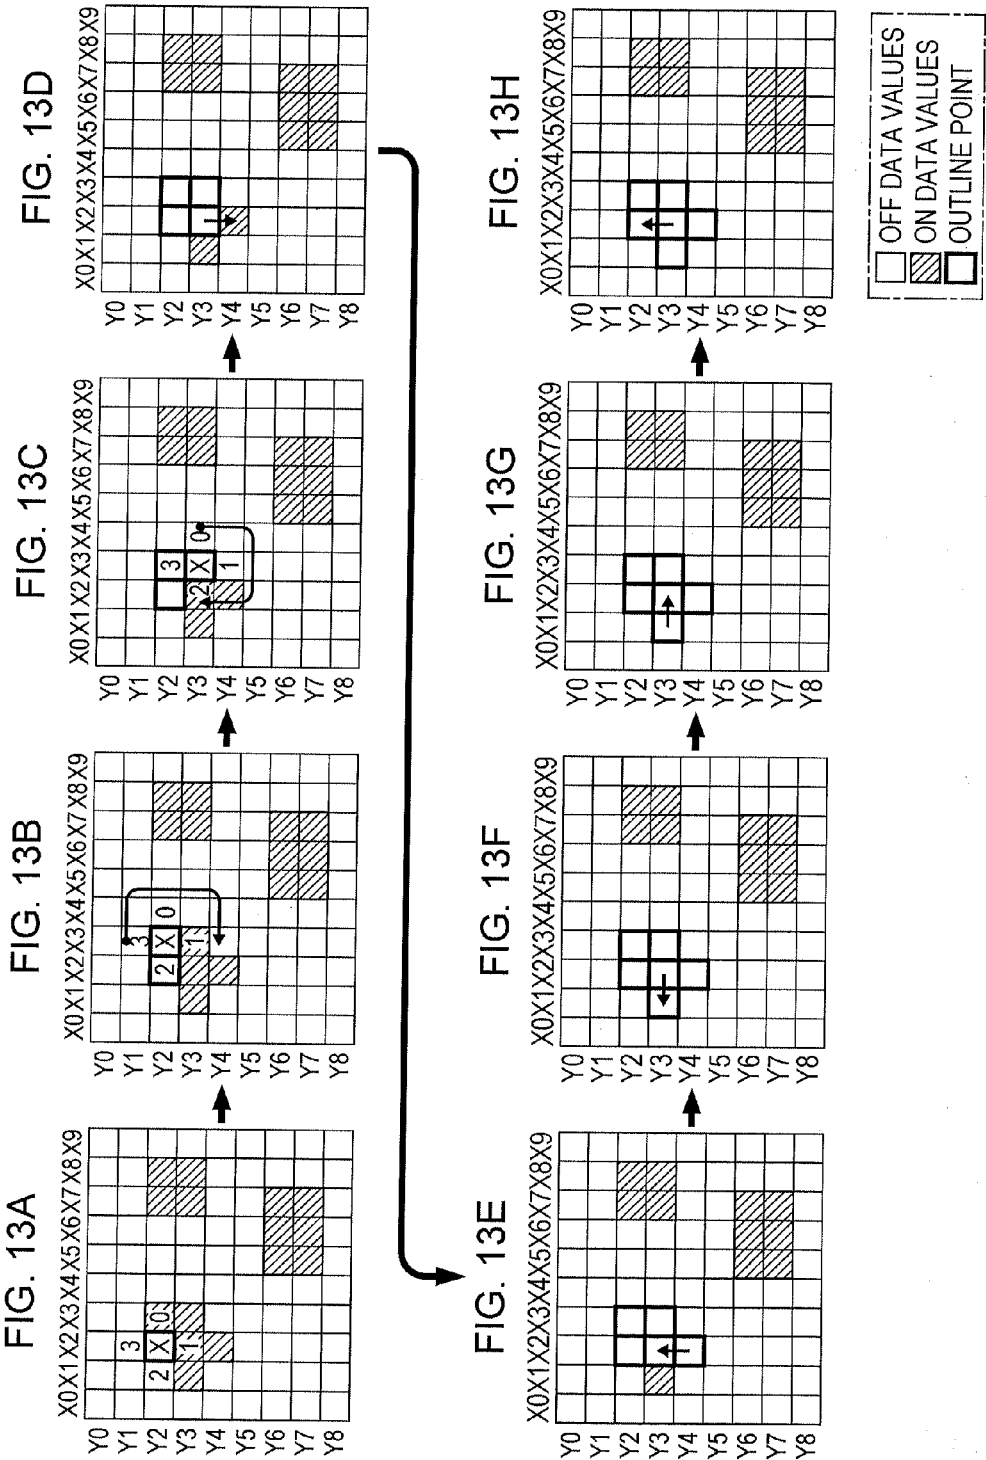 FIG. 13A
X0X1X2X3X4X5X6X7X8X9
Y0
Y1
Y2
Y3
Y4
Y5
Y6
Y7
Y8
3
2 X 0
1
FIG. 13B
X0X1X2X3X4X5X6X7X8X9
Y0
Y1
Y2
Y3
Y4
Y5
Y6
Y7
Y8
3
2 X 0
1
FIG. 13C
X0X1X2X3X4X5X6X7X8X9
Y0
Y1
Y2
Y3
Y4
Y5
Y6
Y7
Y8
3
2 X 0
1
FIG. 13D
X0X1X2X3X4X5X6X7X8X9
Y0
Y1
Y2
Y3
Y4
Y5
Y6
Y7
Y8
FIG. 13E
X0X1X2X3X4X5X6X7X8X9
Y0
Y1
Y2
Y3
Y4
Y5
Y6
Y7
Y8
FIG. 13F
X0X1X2X3X4X5X6X7X8X9
Y0
Y1
Y2
Y3
Y4
Y5
Y6
Y7
Y8
FIG. 13G
X0X1X2X3X4X5X6X7X8X9
Y0
Y1
Y2
Y3
Y4
Y5
Y6
Y7
Y8
FIG. 13H
X0X1X2X3X4X5X6X7X8X9
Y0
Y1
Y2
Y3
Y4
Y5
Y6
Y7
Y8
OFF DATA VALUES
ON DATA VALUES
OUTLINE POINT